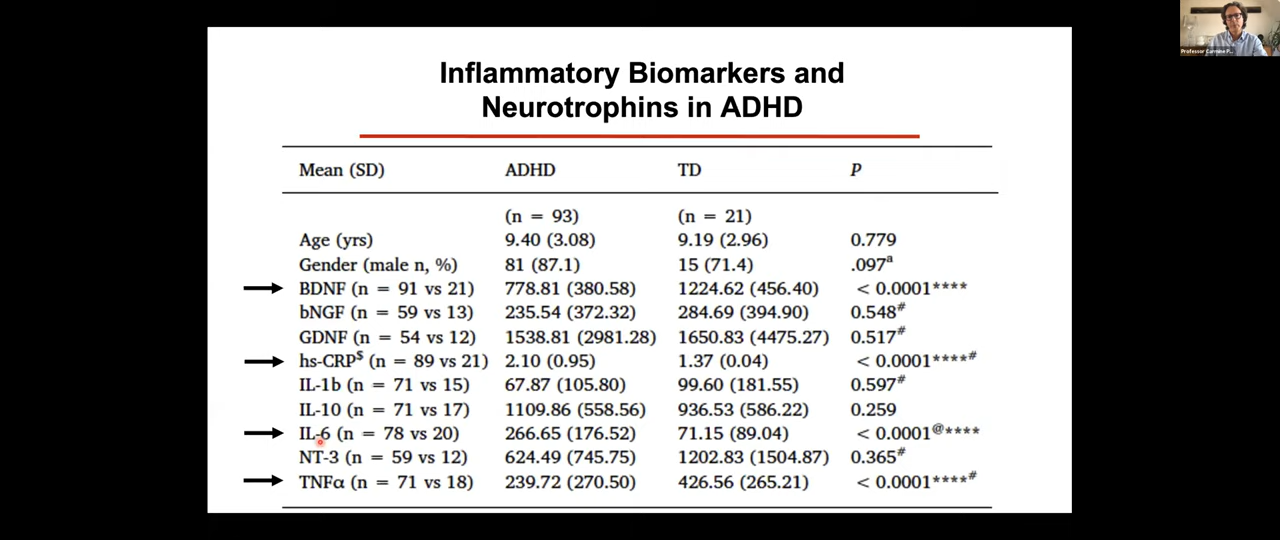 Inflammatory Biomarkers and
Neurotrophins in ADHD
Mean (SD) ADHD TD P
(n = 93) (n = 21)
Age (yrs) 9.40 (3.08) 9.19 (2.96) 0.779
Gender (male n, %) 81 (87.1) 15 (71.4) .097ᵃ
BDNF (n = 91 vs 21) 778.81 (380.58) 1224.62 (456.40) < 0.0001****
bNGF (n = 59 vs 13) 235.54 (372.32) 284.69 (394.90) 0.548#
GDNF (n = 54 vs 12) 1538.81 (2981.28) 1650.83 (4475.27) 0.517#
hs-CRP$ (n = 89 vs 21) 2.10 (0.95) 1.37 (0.04) < 0.0001****#
IL-1b (n = 71 vs 15) 67.87 (105.80) 99.60 (181.55) 0.597#
IL-10 (n = 71 vs 17) 1109.86 (558.56) 936.53 (586.22) 0.259
IL-6 (n = 78 vs 20) 266.65 (176.52) 71.15 (89.04) < 0.0001@****
NT-3 (n = 59 vs 12) 624.49 (745.75) 1202.83 (1504.87) 0.365#
TNFα (n = 71 vs 18) 239.72 (270.50) 426.56 (265.21) < 0.0001****#
Professor Carmine P...